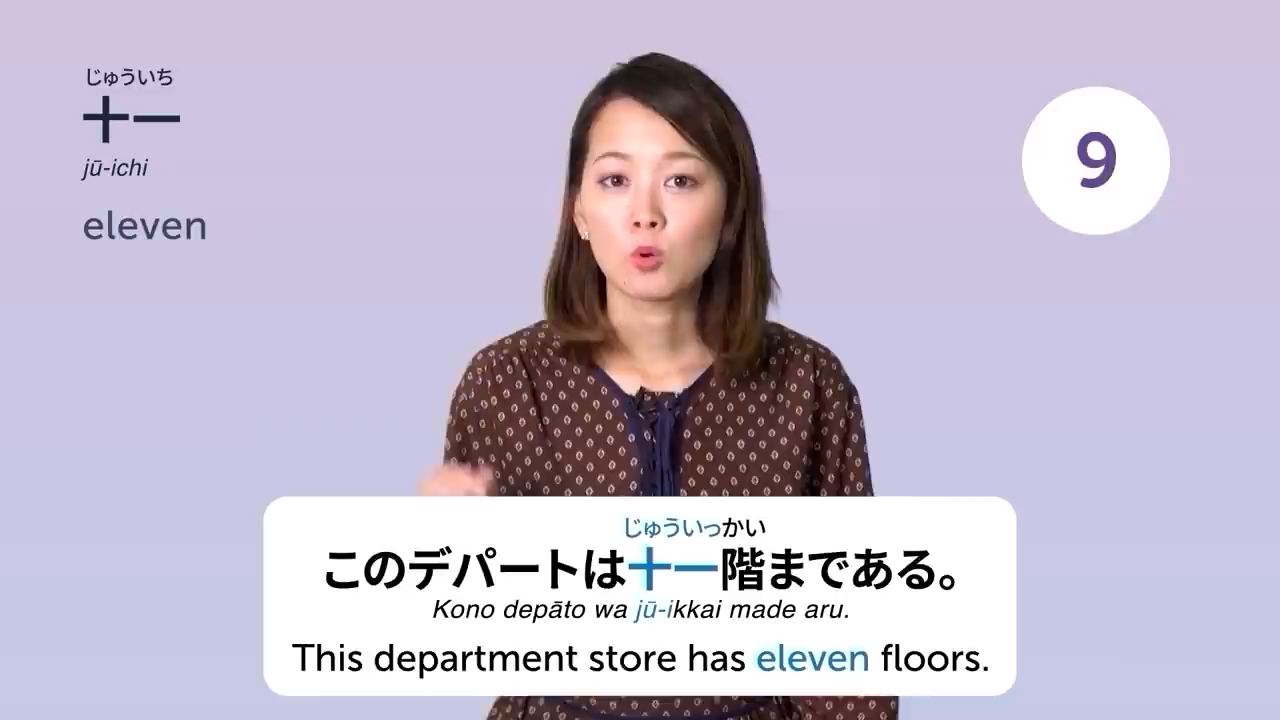 じゅういち
十一
jū-ichi
eleven
9
じゅういっかい
このデパートは十一階まである。
Kono depāto wa jū-ikkai made aru.
This department store has eleven floors.